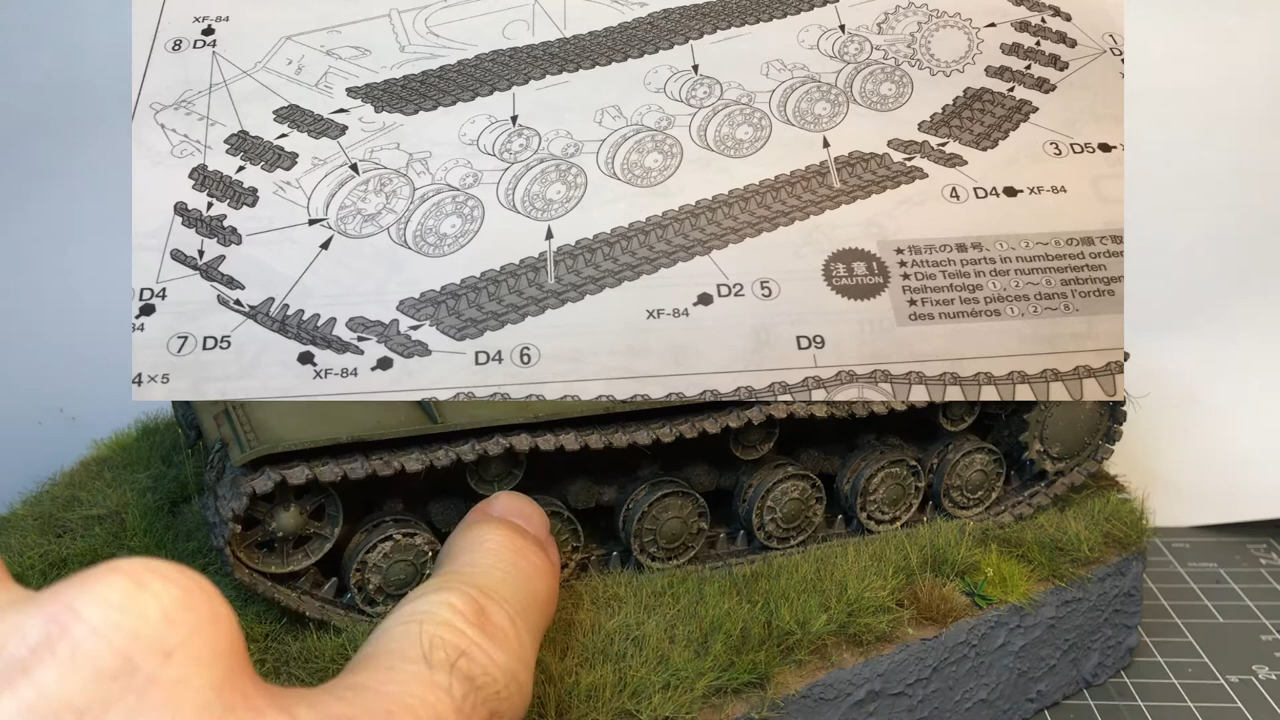 XF-84
⑧ D4
①
③ D5
④ D4 XF-84
★指示の番号、①、②〜⑧の順で取
★Attach parts in numbered order
★Die Teile in der nummerierten
Reihenfolge ①, ②〜⑧ anbringen
★Fixer les pièces dans l'ordre
des numéros ①, ②〜⑧.
注意!
CAUTION
D2 ⑤
XF-84
D4
84
⑦ D5
D4 ⑥
XF-84
4×5
D9